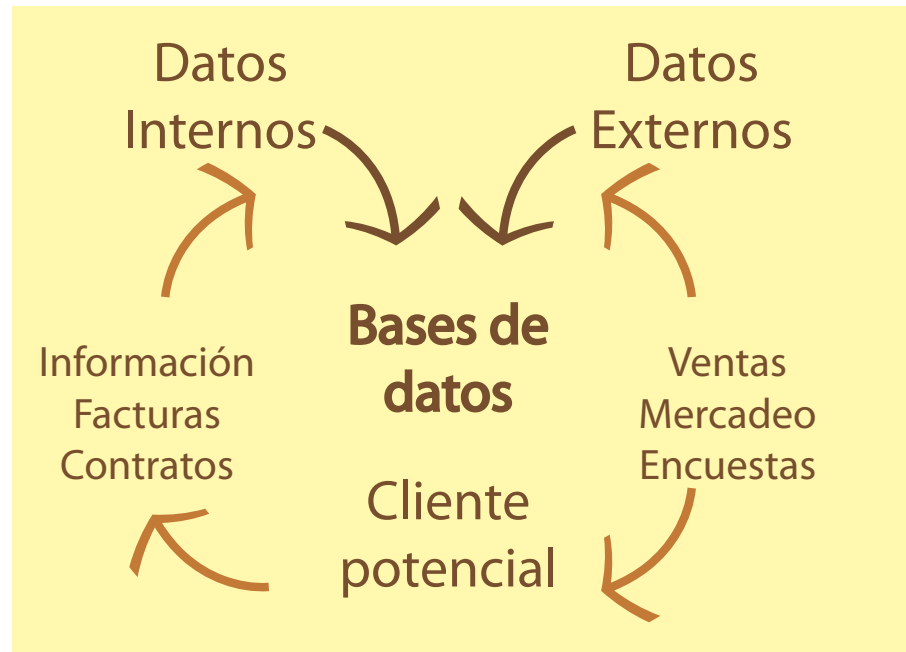 Datos
Internos
Datos
Externos
Bases de
datos
Información
Facturas
Contratos
Ventas
Mercadeo
Encuestas
Cliente
potencial